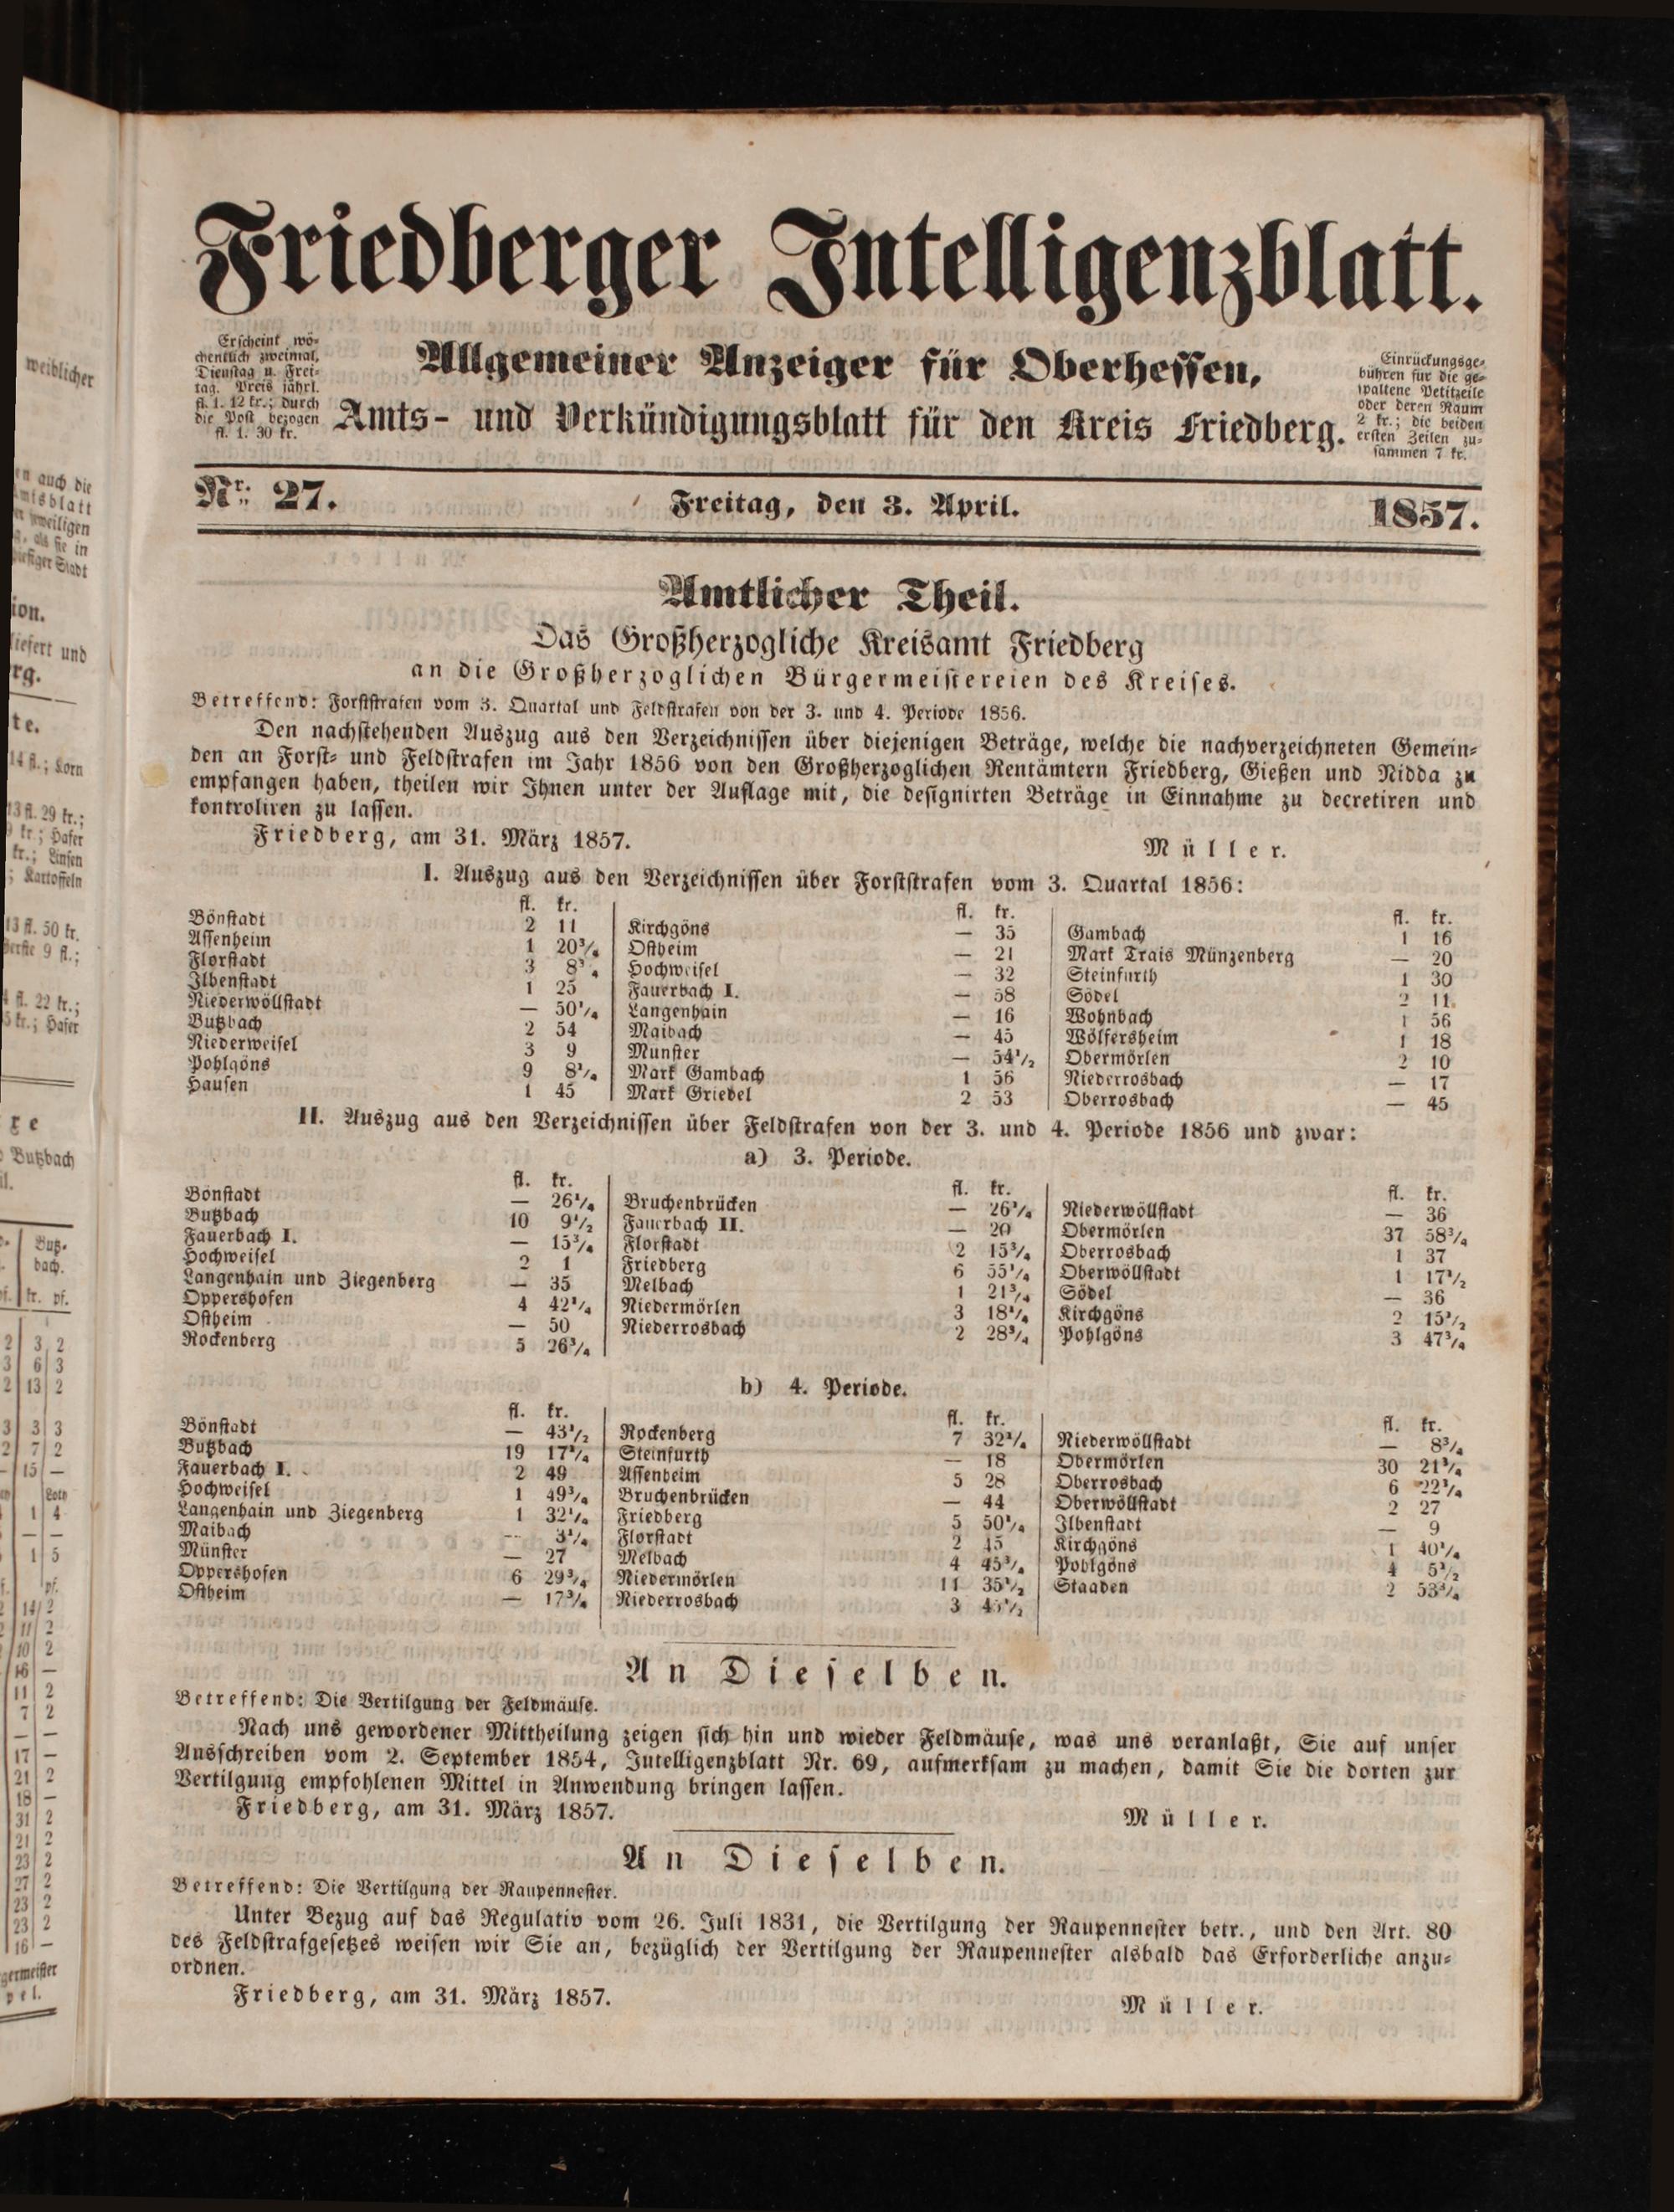 Friedberger Intelligenzblatt.
Erscheint wö-
chentlich zweimal,
Dienstag u. Frei-
tag. Preis jährl.
fl. 1. 12 kr.; durch
die Post bezogen
fl. 1. 30 kr.
Allgemeiner Anzeiger für Oberhessen,
Amts- und Verkündigungsblatt für den Kreis Friedberg.
Einrückungsge-
bühren für die ge-
spaltene Petitzeile
oder deren Raum
2 kr.; die beiden
ersten Zeilen zu-
sammen 7 kr.
Nr. 27. Freitag, den 3. April. 1857.
Amtlicher Theil.
Das Großherzogliche Kreisamt Friedberg
an die Großherzoglichen Bürgermeistereien des Kreises.
Betreffend: Forststrafen vom 3. Quartal und Feldstrafen von der 3. und 4. Periode 1856.
Den nachstehenden Auszug aus den Verzeichnissen über diejenigen Beträge, welche die nachverzeichneten Gemein-
den an Forst- und Feldstrafen im Jahr 1856 von den Großherzoglichen Rentämtern Friedberg, Gießen und Nidda zu
empfangen haben, theilen wir Ihnen unter der Auflage mit, die designirten Beträge in Einnahme zu decretiren und
kontroliren zu lassen.
Friedberg, am 31. März 1857. Müller.
I. Auszug aus den Verzeichnissen über Forststrafen vom 3. Quartal 1856:
fl. kr. fl. kr. fl. kr.
Bönstadt 2 11 Kirchgöns — 35 Gambach 1 16
Assenheim 1 20¾ Ostheim — 21 Mark Trais Münzenberg — 20
Florstadt 3 8¾ Hochweisel — 32 Steinfurth 1 30
Ilbenstadt 1 25 Fauerbach I. — 58 Södel 2 11
Niederwöllstadt — 50¼ Langenhain — 16 Wohnbach 1 56
Butzbach 2 54 Maibach — 45 Wölfersheim 1 18
Niederweisel 3 9 Münster — 54½ Obermörlen 2 10
Pohlgöns 9 8¼ Mark Gambach 1 56 Niederrosbach — 17
Hausen 1 45 Mark Griedel 2 53 Oberrosbach — 45
II. Auszug aus den Verzeichnissen über Feldstrafen von der 3. und 4. Periode 1856 und zwar:
a) 3. Periode.
fl. kr. fl. kr. fl. kr.
Bönstadt — 26¼ Bruchenbrücken — 26¼ Niederwöllstadt — 36
Butzbach 10 9½ Fauerbach II. — 20 Obermörlen 37 58¾
Fauerbach I. — 15¾ Florstadt 2 15¾ Oberrosbach 1 37
Hochweisel 2 1 Friedberg 6 55¼ Oberwöllstadt 1 17½
Langenhain und Ziegenberg — 35 Melbach 1 21¾ Södel — 36
Oppershofen 4 42¼ Niedermörlen 3 18¼ Kirchgöns 2 15½
Ostheim — 50 Niederrosbach 2 28¾ Pohlgöns 3 47¾
Rockenberg 5 26¾
b) 4. Periode.
fl. kr. fl. kr. fl. kr.
Bönstadt — 43½ Rockenberg 7 32¼ Niederwöllstadt — 8¾
Butzbach 19 17¼ Steinfurth — 18 Obermörlen 30 21¾
Fauerbach I. 2 49 Assenheim 5 28 Oberrosbach 6 22¼
Hochweisel 1 49¾ Bruchenbrücken — 44 Oberwöllstadt 2 27
Langenhain und Ziegenberg 1 32¼ Friedberg 5 50¼ Ilbenstadt — 9
Maibach — 3¼ Florstadt 2 15 Kirchgöns 1 40¼
Münster — 27 Melbach 4 45¾ Pohlgöns 4 5½
Oppershofen 6 29¾ Niedermörlen 11 35½ Staaden 2 53¾
Ostheim — 17¾ Niederrosbach 3
An Dieselben.
Betreffend: Die Vertilgung der Feldmäuse.
Nach uns gewordener Mittheilung zeigen sich hin und wieder Feldmäuse, was uns veranlaßt, Sie auf unser
Ausschreiben vom 2. September 1854, Intelligenzblatt Nr. 69, aufmerksam zu machen, damit Sie die dorten zur
Vertilgung empfohlenen Mittel in Anwendung bringen lassen.
Friedberg, am 31. März 1857. Müller.
An Dieselben.
Betreffend: Die Vertilgung der Raupennester.
Unter Bezug auf das Regulativ vom 26. Juli 1831, die Vertilgung der Raupennester betr., und den Art. 80
des Feldstrafgesetzes weisen wir Sie an, bezüglich der Vertilgung der Raupennester alsbald das Erforderliche anzu-
ordnen.
Friedberg, am 31. März 1857. Müller.